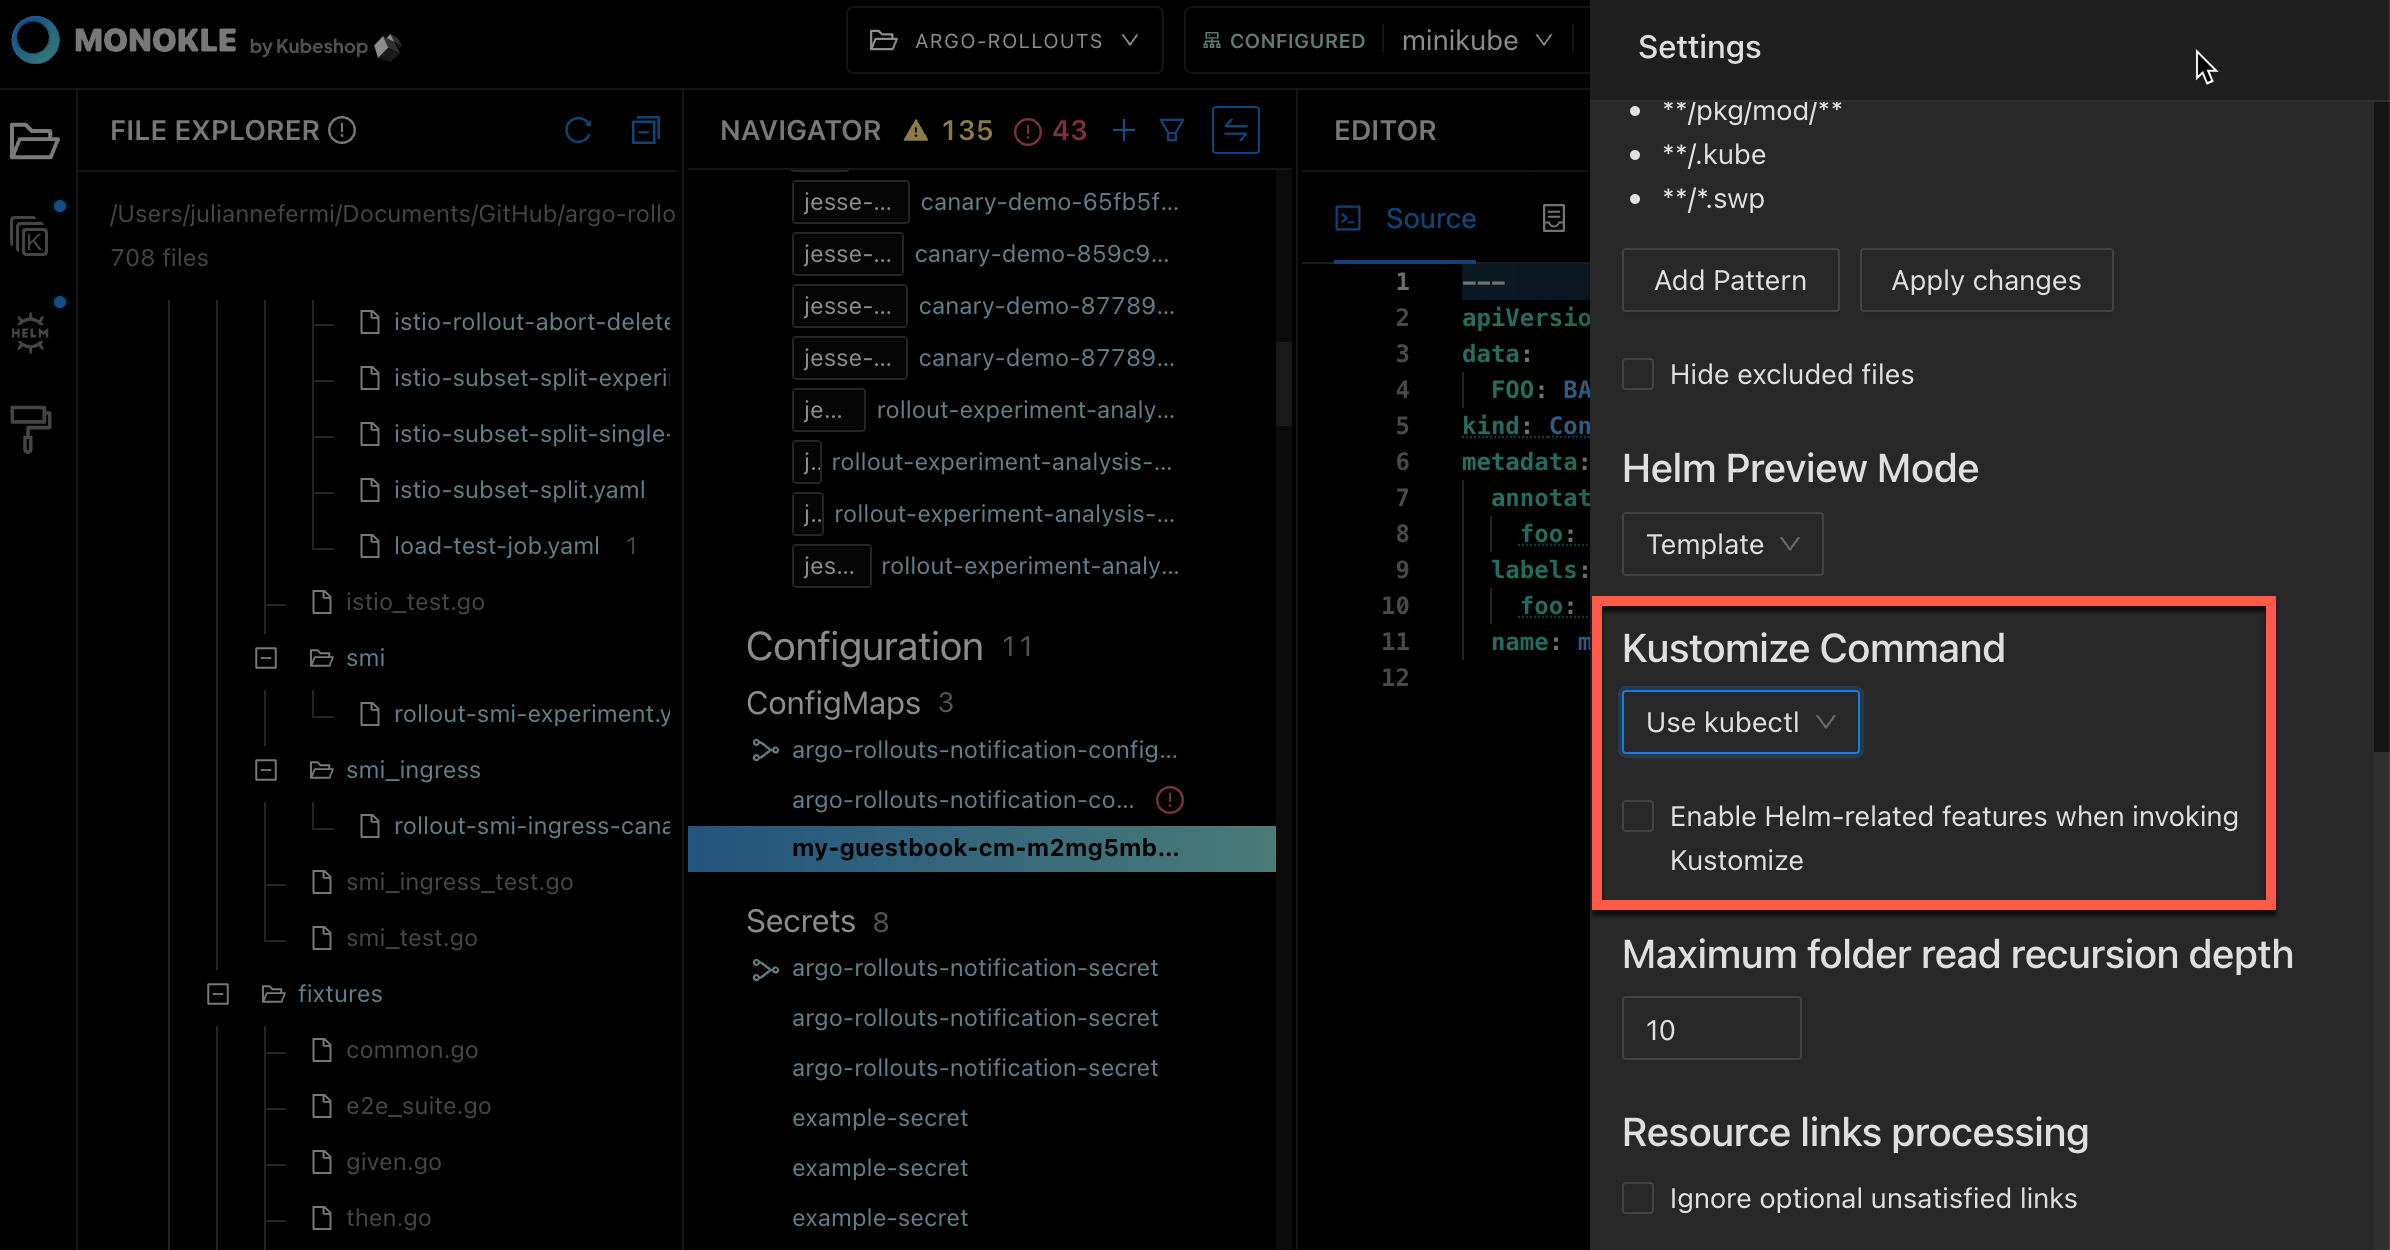 MONOKLE by Kubeshop
ARGO-ROLLOUTS
CONFIGURED
minikube
FILE EXPLORER
/Users/juliannefermi/Documents/GitHub/argo-rollo
708 files
istio-rollout-abort-delete
istio-subset-split-experi
istio-subset-split-single-
istio-subset-split.yaml
load-test-job.yaml 1
istio_test.go
smi
rollout-smi-experiment.y
smi_ingress
rollout-smi-ingress-cana
smi_ingress_test.go
smi_test.go
fixtures
common.go
e2e_suite.go
given.go
then.go
K
HELM
NAVIGATOR 135 43
jesse-... canary-demo-65fb5f...
jesse-... canary-demo-859c9...
jesse-... canary-demo-87789...
jesse-... canary-demo-87789...
je... rollout-experiment-analy...
j.. rollout-experiment-analysis-...
j.. rollout-experiment-analysis-...
jes... rollout-experiment-analy...
Configuration 11
ConfigMaps 3
argo-rollouts-notification-config...
argo-rollouts-notification-co...
my-guestbook-cm-m2mg5mb...
Secrets 8
argo-rollouts-notification-secret
argo-rollouts-notification-secret
argo-rollouts-notification-secret
example-secret
example-secret
example-secret
EDITOR
Source
1 ---
2 apiVersio
3 data:
4 FOO: BA
5 kind: Con
6 metadata:
7 annotat
8 foo:
9 labels:
10 foo:
11 name: m
12
Settings
• **/pkg/mod/**
• **/.kube
• **/*.swp
Add Pattern
Apply changes
Hide excluded files
Helm Preview Mode
Template
Kustomize Command
Use kubectl
Enable Helm-related features when invoking
Kustomize
Maximum folder read recursion depth
10
Resource links processing
Ignore optional unsatisfied links